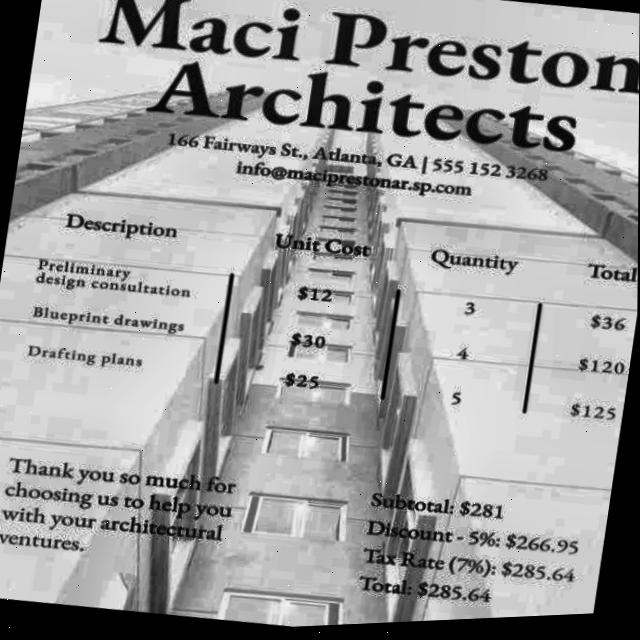 Maci Preston
Architects
166 Fairways St., Atlanta, GA | 555 152 3268
info@maciprestonar.sp.com
Description Unit Cost Quantity Total
Preliminary
design consultation $12 3 $36
Blueprint drawings $30 4 $120
Drafting plans $25 5 $125
Thank you so much for
choosing us to help you
with your architectural
ventures.
Subtotal: $281
Discount - 5%: $266.95
Tax Rate (7%): $285.64
Total: $285.64